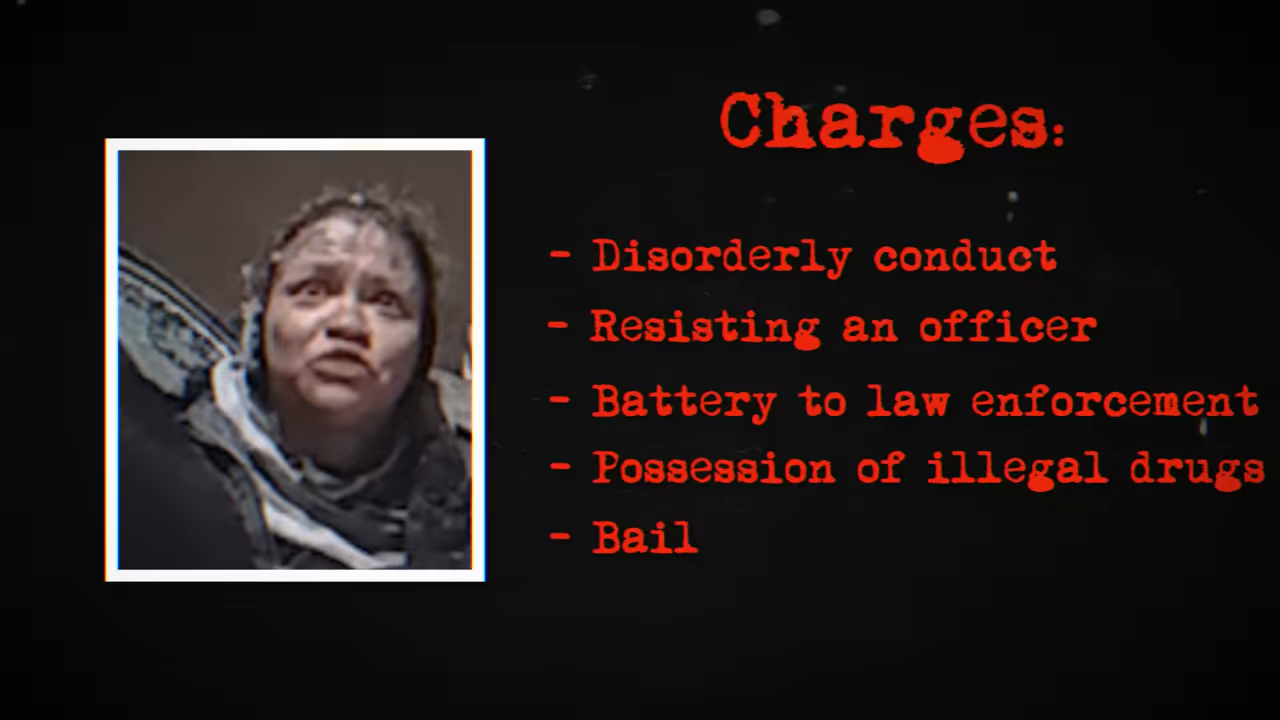 Charges:
- Disorderly conduct
- Resisting an officer
- Battery to law enforcement
- Possession of illegal drugs
- Bail